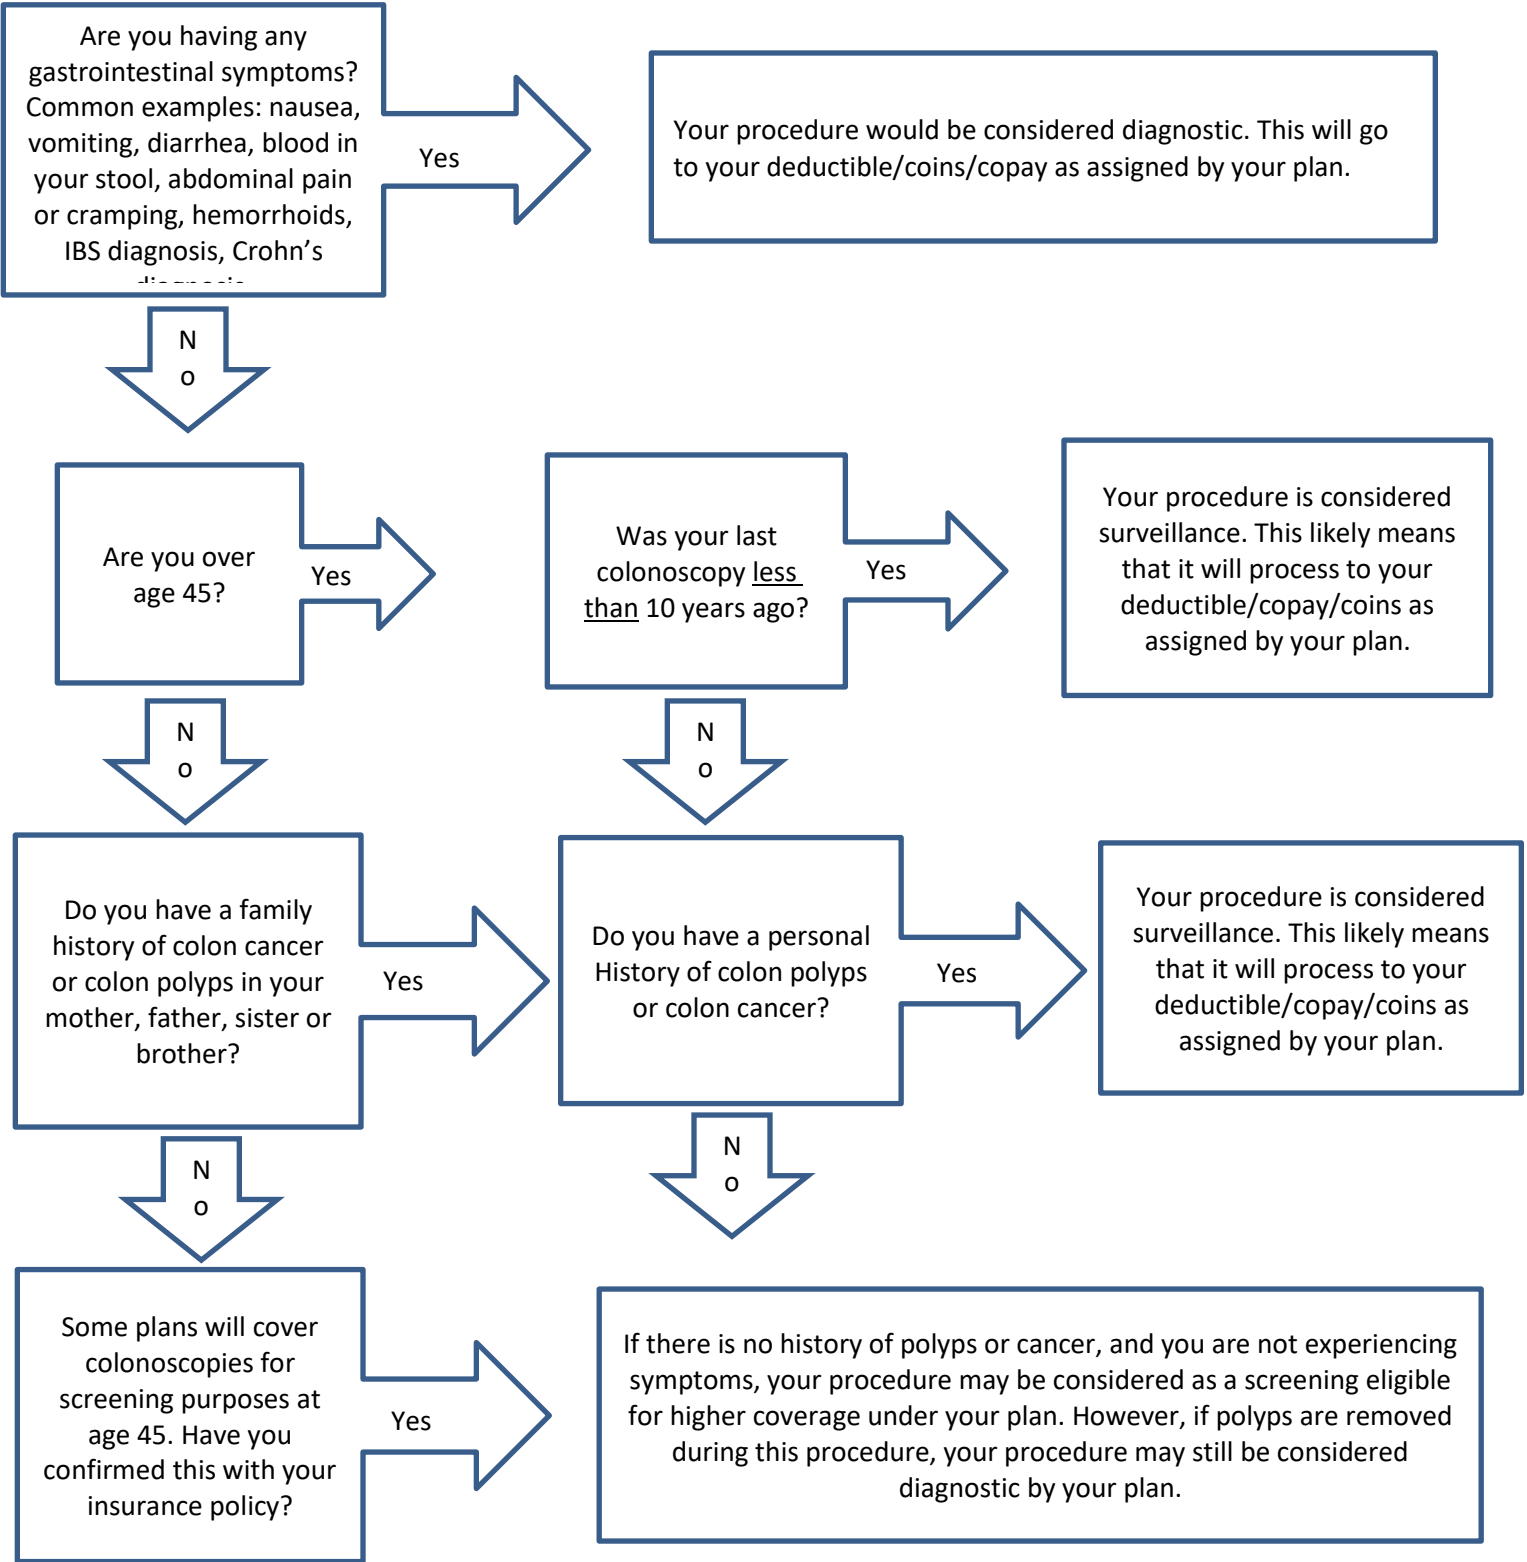 Are you having any
gastrointestinal symptoms?
Common examples: nausea,
vomiting, diarrhea, blood in
your stool, abdominal pain
or cramping, hemorrhoids,
IBS diagnosis, Crohn's
diagnosis
Yes
Your procedure would be considered diagnostic. This will go
to your deductible/coins/copay as assigned by your plan.
N
o
Are you over
age 45?
Yes
Was your last
colonoscopy less
than 10 years ago?
Yes
Your procedure is considered
surveillance. This likely means
that it will process to your
deductible/copay/coins as
assigned by your plan.
N
o
N
o
Do you have a family
history of colon cancer
or colon polyps in your
mother, father, sister or
brother?
Yes
Do you have a personal
History of colon polyps
or colon cancer?
Yes
Your procedure is considered
surveillance. This likely means
that it will process to your
deductible/copay/coins as
assigned by your plan.
N
o
N
o
Some plans will cover
colonoscopies for
screening purposes at
age 45. Have you
confirmed this with your
insurance policy?
Yes
If there is no history of polyps or cancer, and you are not experiencing
symptoms, your procedure may be considered as a screening eligible
for higher coverage under your plan. However, if polyps are removed
during this procedure, your procedure may still be considered
diagnostic by your plan.